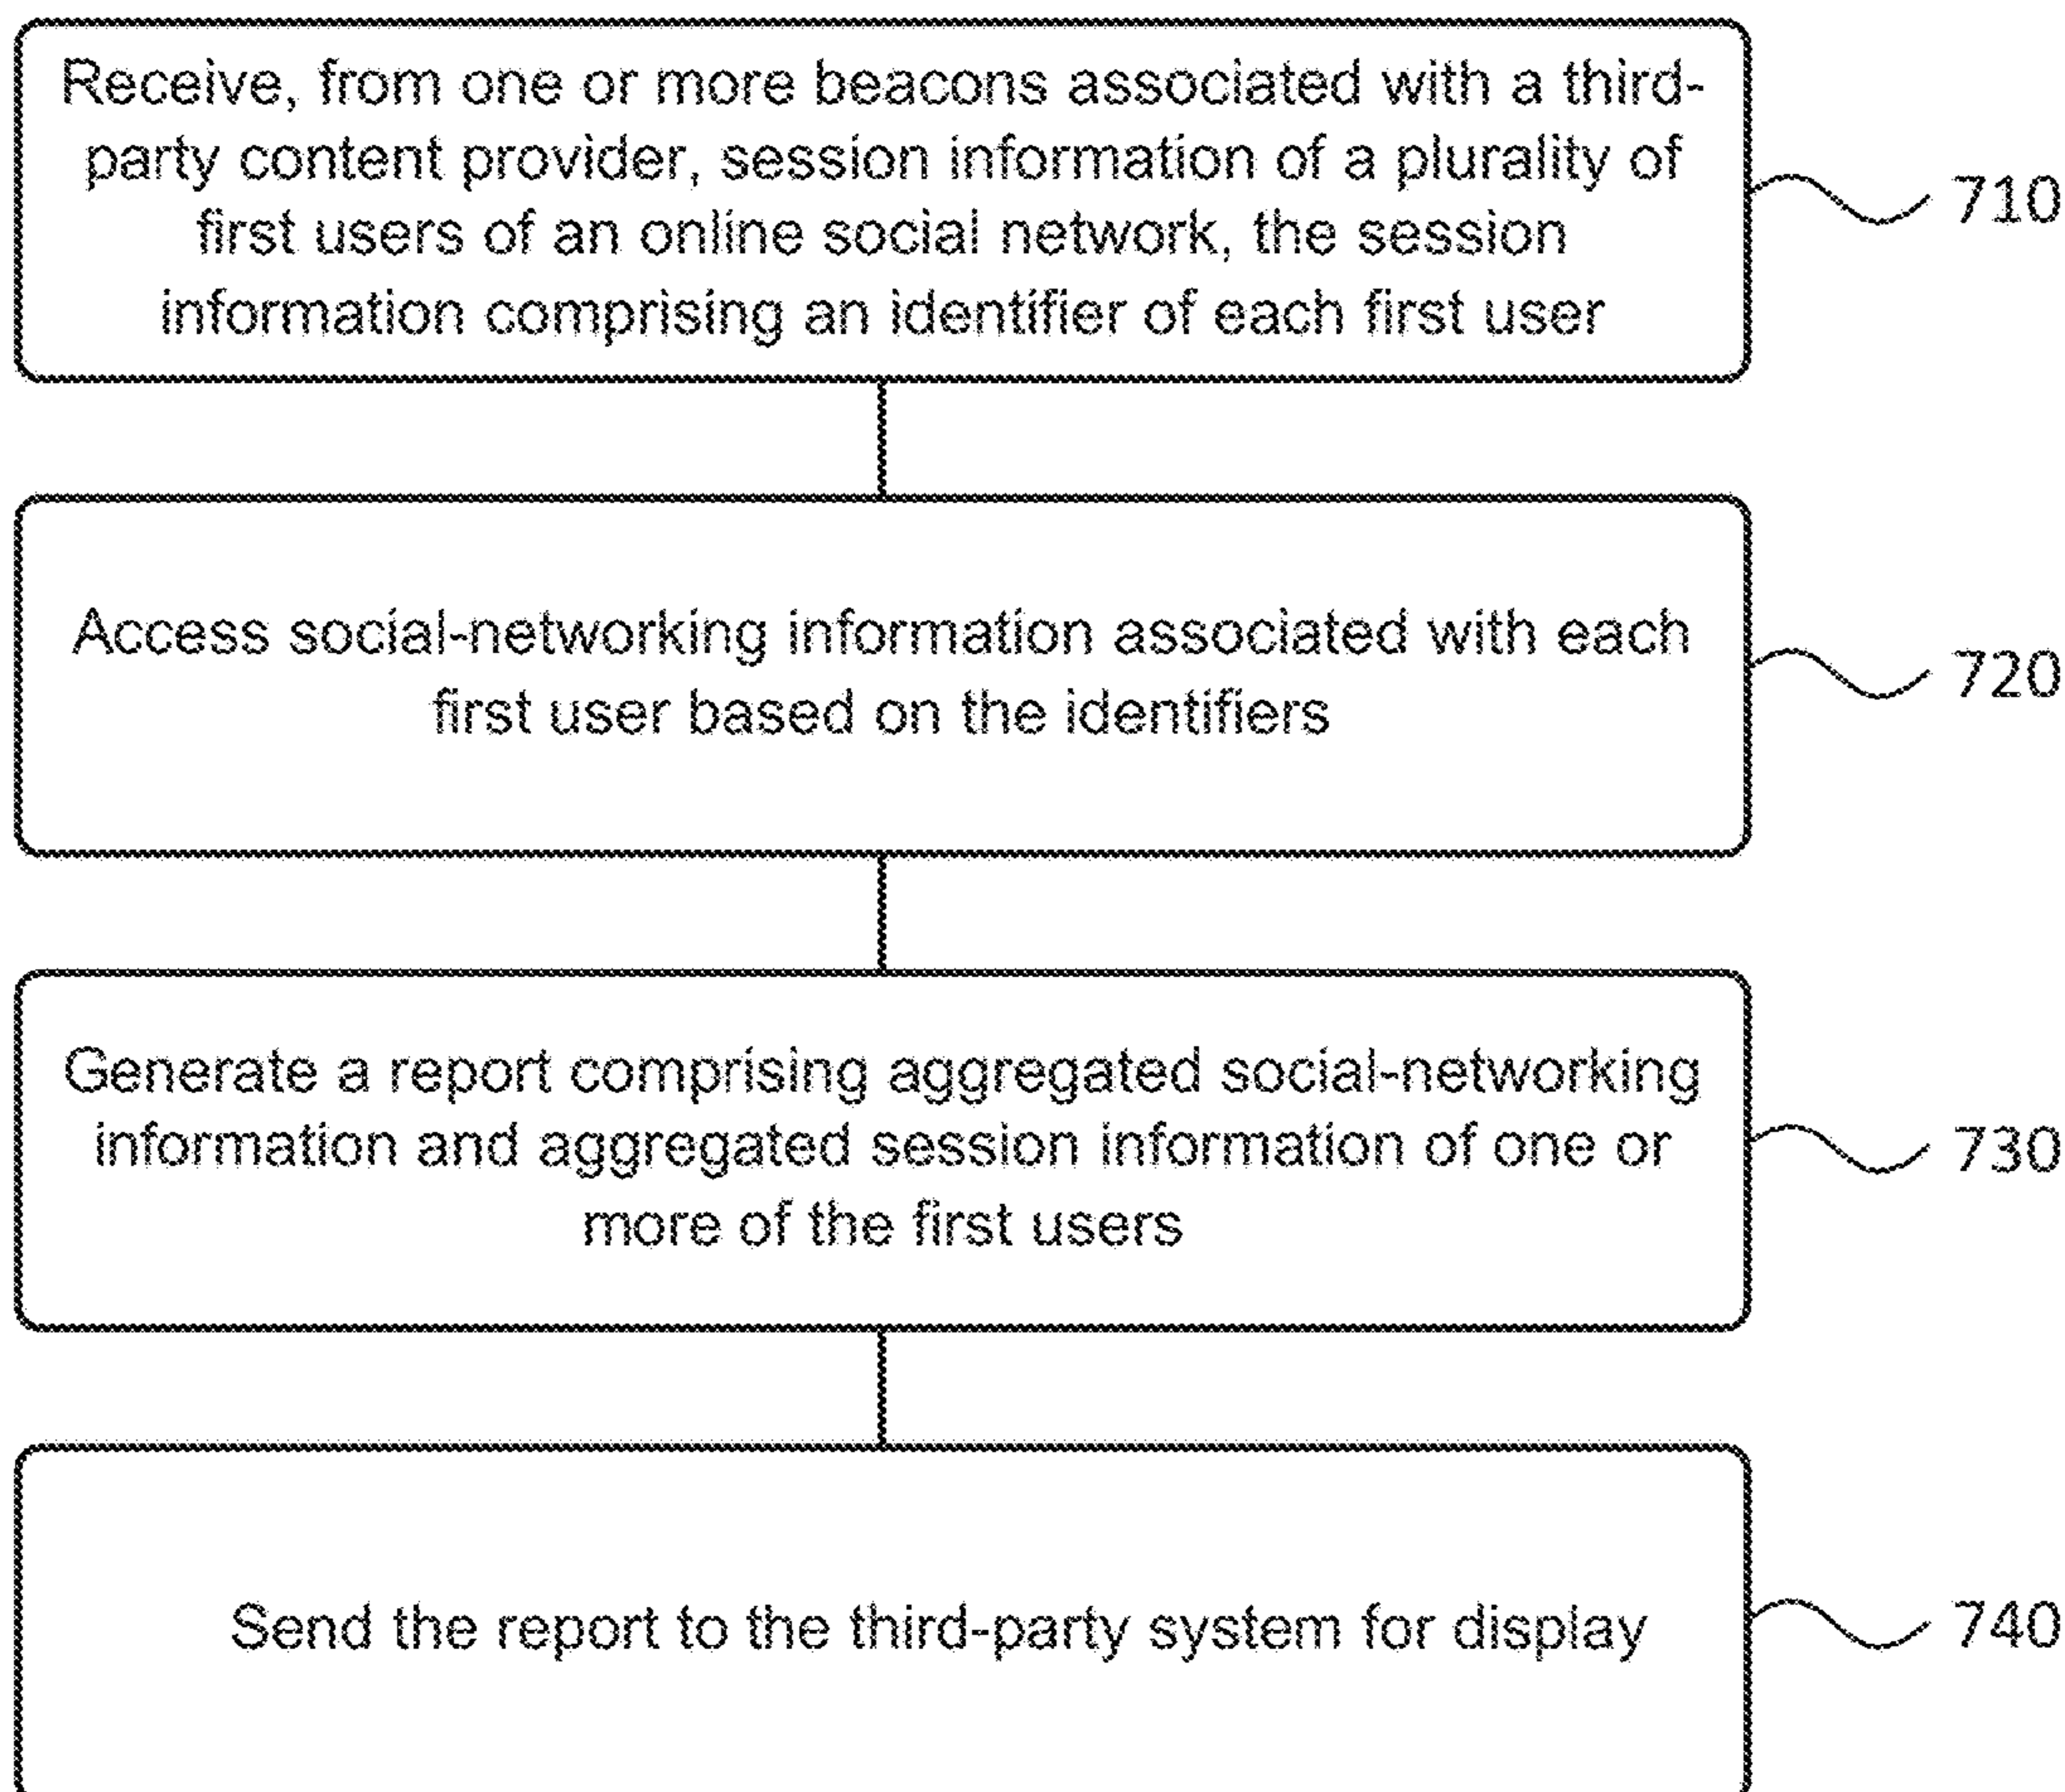 Receive, from one or more beacons associated with a third-
party content provider, session information of a plurality of
first users of an online social network, the session
information comprising an identifier of each first user
710
Access social-networking information associated with each
first user based on the identifiers
720
Generate a report comprising aggregated social-networking
information and aggregated session information of one or
more of the first users
730
Send the report to the third-party system for display
740